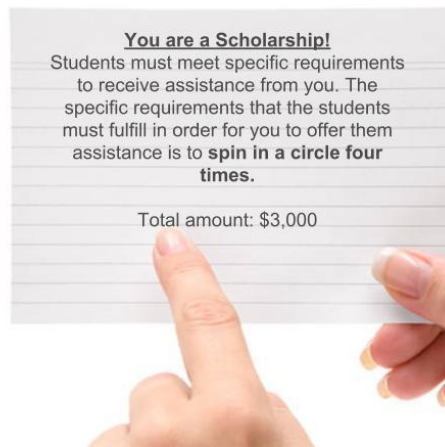 You are a Scholarship!
Students must meet specific requirements
to receive assistance from you. The
specific requirements that the students
must fulfill in order for you to offer them
assistance is to spin in a circle four
times.
Total amount: $3,000